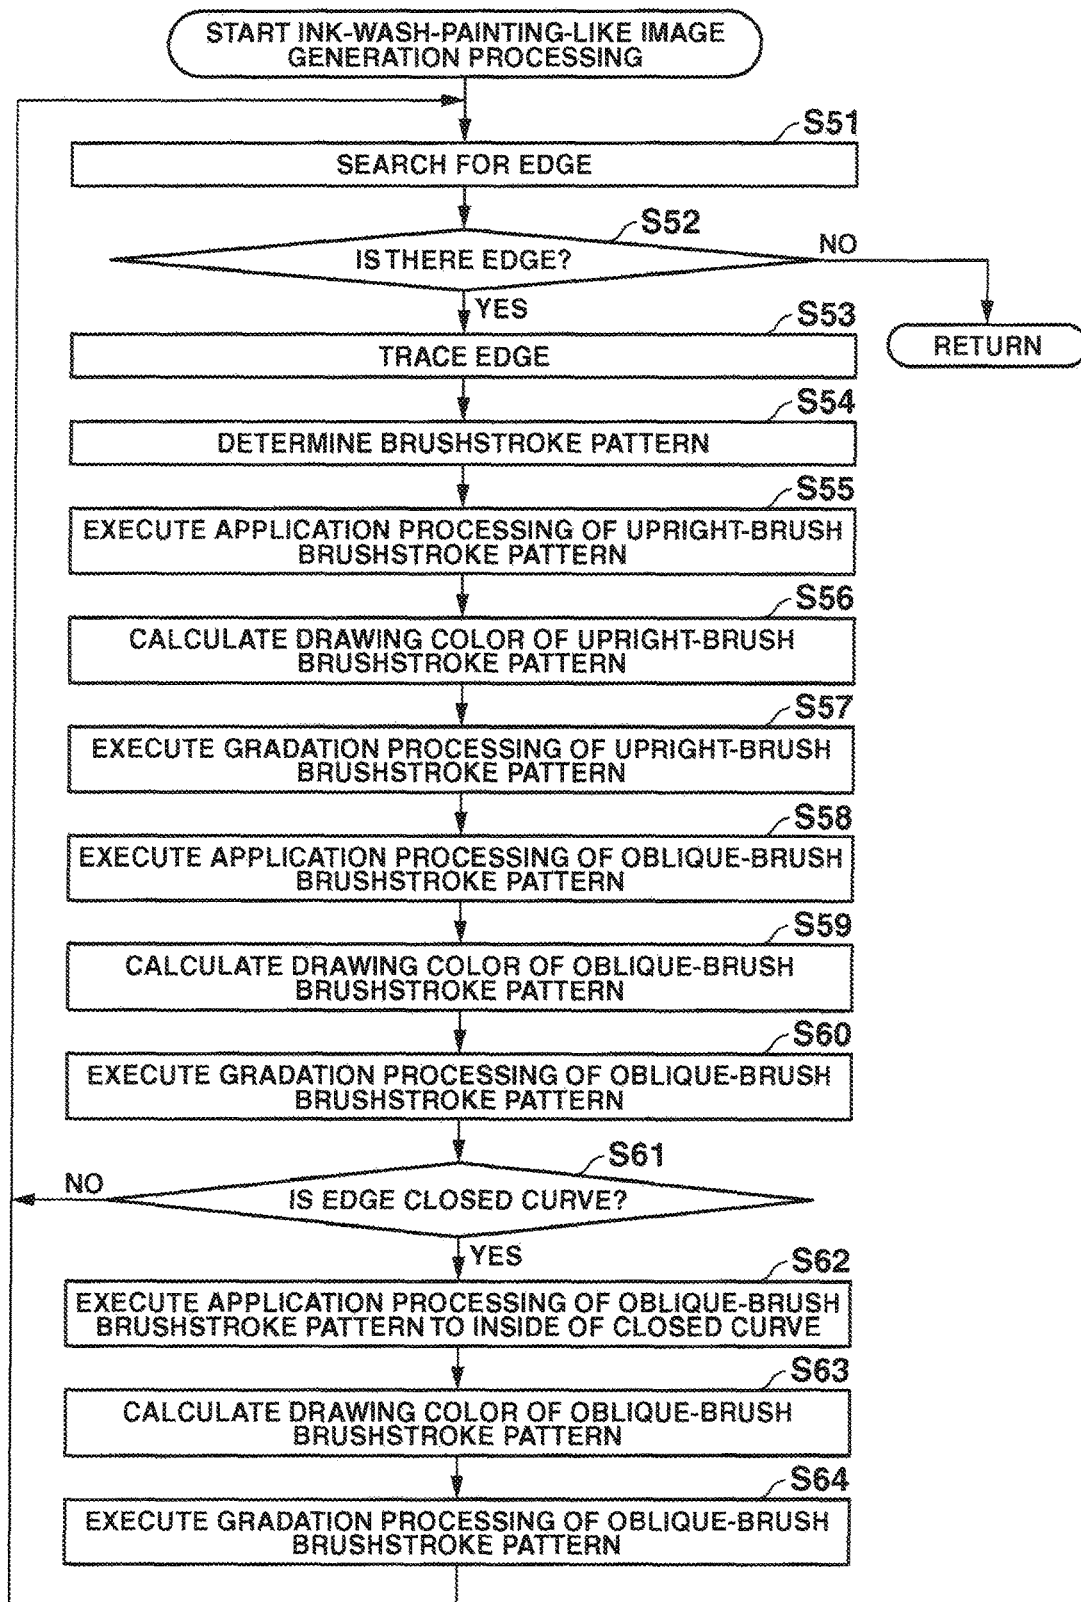 START INK-WASH-PAINTING-LIKE IMAGE
GENERATION PROCESSING
S51
SEARCH FOR EDGE
S52
IS THERE EDGE?
NO
YES
S53
TRACE EDGE
RETURN
S54
DETERMINE BRUSHSTROKE PATTERN
S55
EXECUTE APPLICATION PROCESSING OF UPRIGHT-BRUSH
BRUSHSTROKE PATTERN
S56
CALCULATE DRAWING COLOR OF UPRIGHT-BRUSH
BRUSHSTROKE PATTERN
S57
EXECUTE GRADATION PROCESSING OF UPRIGHT-BRUSH
BRUSHSTROKE PATTERN
S58
EXECUTE APPLICATION PROCESSING OF OBLIQUE-BRUSH
BRUSHSTROKE PATTERN
S59
CALCULATE DRAWING COLOR OF OBLIQUE-BRUSH
BRUSHSTROKE PATTERN
S60
EXECUTE GRADATION PROCESSING OF OBLIQUE-BRUSH
BRUSHSTROKE PATTERN
S61
NO
IS EDGE CLOSED CURVE?
YES
S62
EXECUTE APPLICATION PROCESSING OF OBLIQUE-BRUSH
BRUSHSTROKE PATTERN TO INSIDE OF CLOSED CURVE
S63
CALCULATE DRAWING COLOR OF OBLIQUE-BRUSH
BRUSHSTROKE PATTERN
S64
EXECUTE GRADATION PROCESSING OF OBLIQUE-BRUSH
BRUSHSTROKE PATTERN